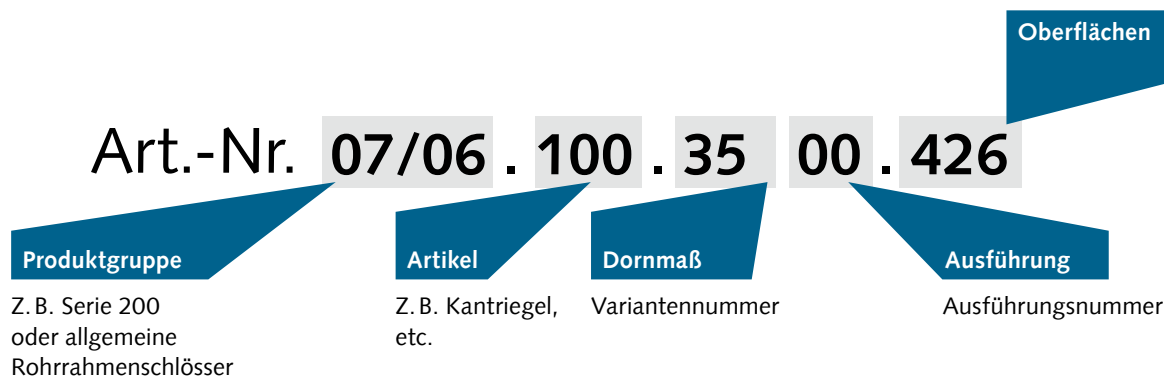 Oberflächen
Art.-Nr. 07/06 . 100 . 35 00 . 426
Produktgruppe
Z. B. Serie 200
oder allgemeine
Rohrrahmenschlösser
Artikel
Z. B. Kantriegel,
etc.
Dornmaß
Variantennummer
Ausführung
Ausführungsnummer